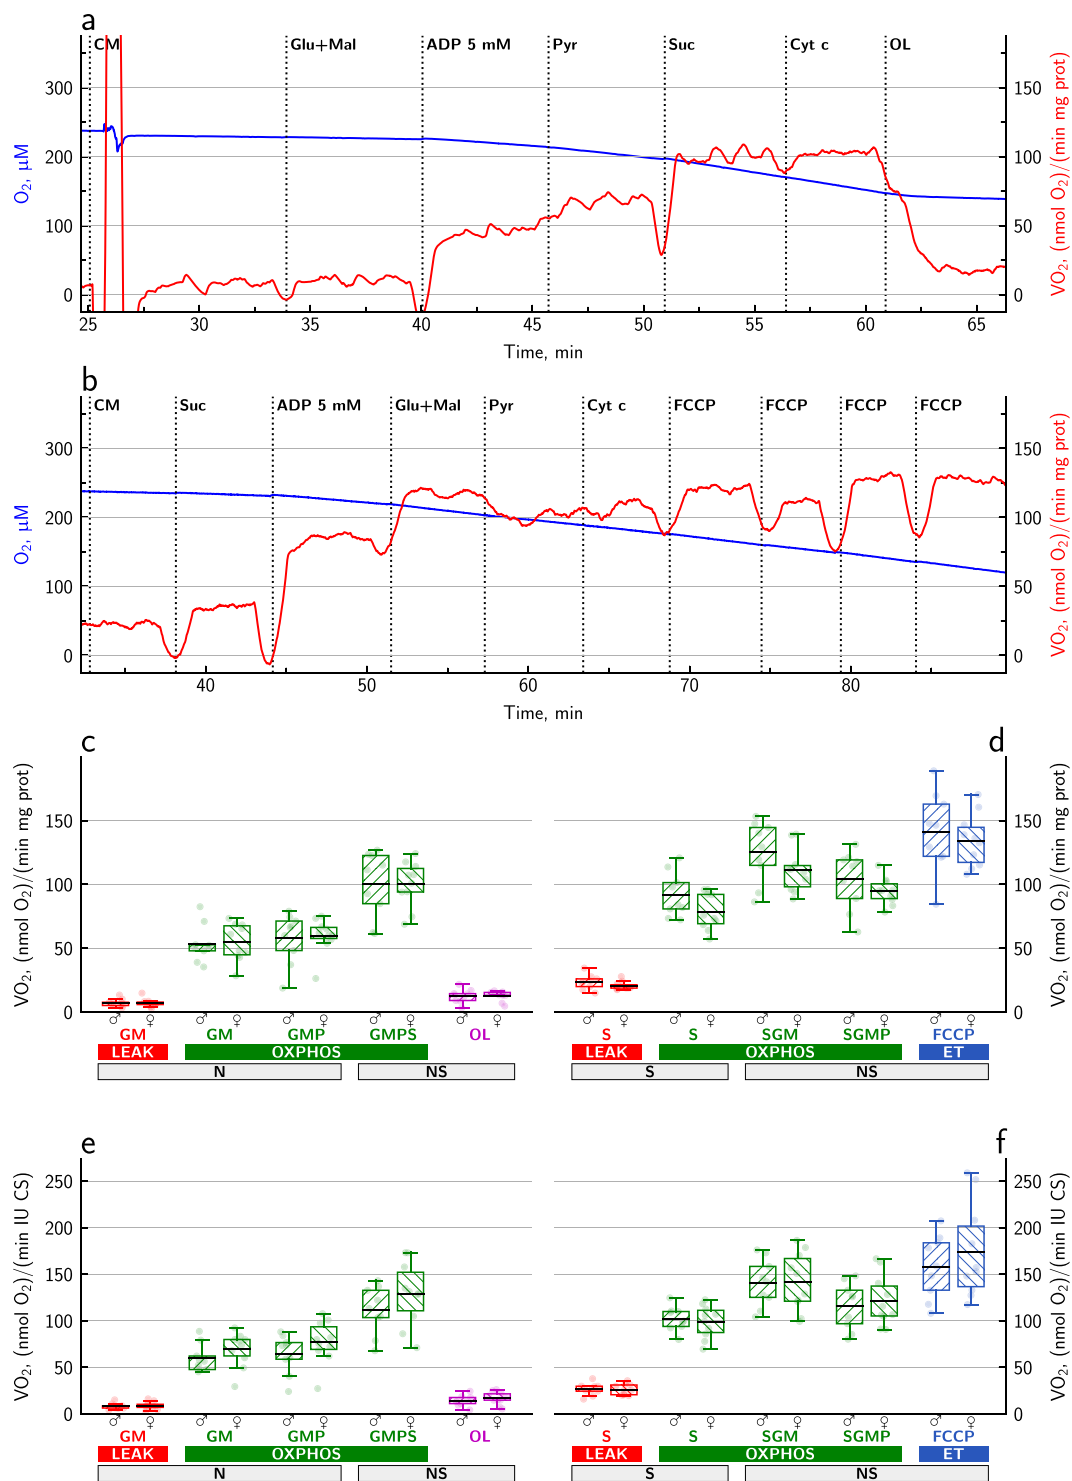 a
CM Glu+Mal ADP 5 mM Pyr Suc Cyt c OL
300 150
200 100
100 50
0 0
O₂, μM
VO₂, (nmol O₂)/(min mg prot)
25 30 35 40 45 50 55 60 65
Time, min
b
CM Suc ADP 5 mM Glu+Mal Pyr Cyt c FCCP FCCP FCCP FCCP
300 150
200 100
100 50
0 0
O₂, μM
VO₂, (nmol O₂)/(min mg prot)
40 50 60 70 80
Time, min
c d
VO₂, (nmol O₂)/(min mg prot)
VO₂, (nmol O₂)/(min mg prot)
150 150
100 100
50 50
0 0
♂ ♀ ♂ ♀ ♂ ♀ ♂ ♀ ♂ ♀ ♂ ♀ ♂ ♀ ♂ ♀ ♂ ♀ ♂ ♀
GM GM GMP GMPS OL S S SGM SGMP FCCP
LEAK OXPHOS LEAK OXPHOS ET
N NS S NS
e f
VO₂, (nmol O₂)/(min IU CS)
VO₂, (nmol O₂)/(min IU CS)
250 250
200 200
150 150
100 100
50 50
0 0
♂ ♀ ♂ ♀ ♂ ♀ ♂ ♀ ♂ ♀ ♂ ♀ ♂ ♀ ♂ ♀ ♂ ♀ ♂ ♀
GM GM GMP GMPS OL S S SGM SGMP FCCP
LEAK OXPHOS LEAK OXPHOS ET
N NS S NS